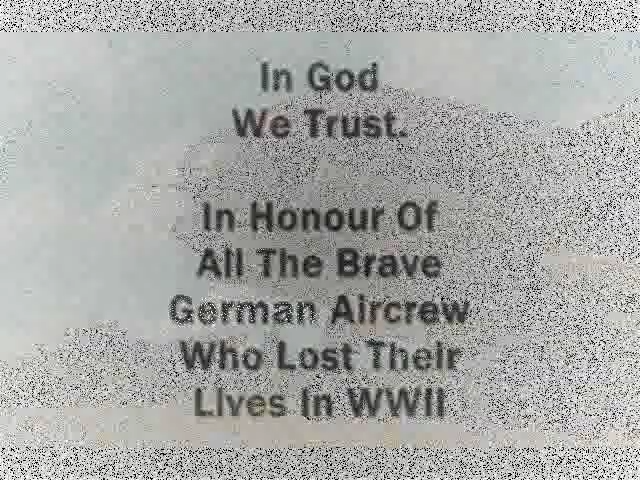 In God
We Trust.
In Honour Of
All The Brave
German Aircrew
Who Lost Their
Lives In WWII